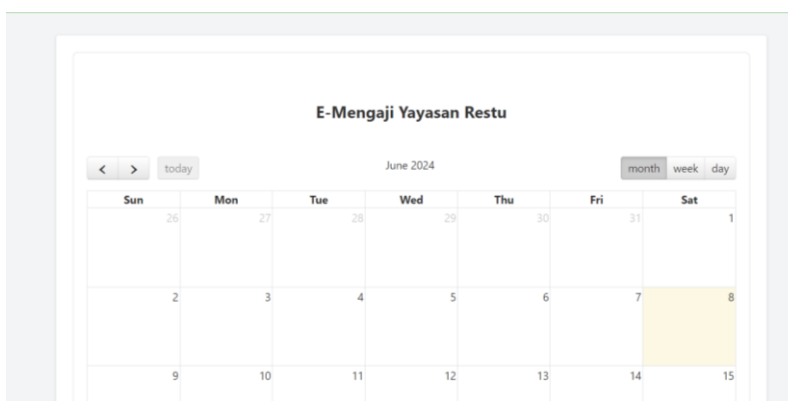 E-Mengaji Yayasan Restu
< > today June 2024 month week day
Sun Mon Tue Wed Thu Fri Sat
26 27 28 29 30 31 1
2 3 4 5 6 7 8
9 10 11 12 13 14 15